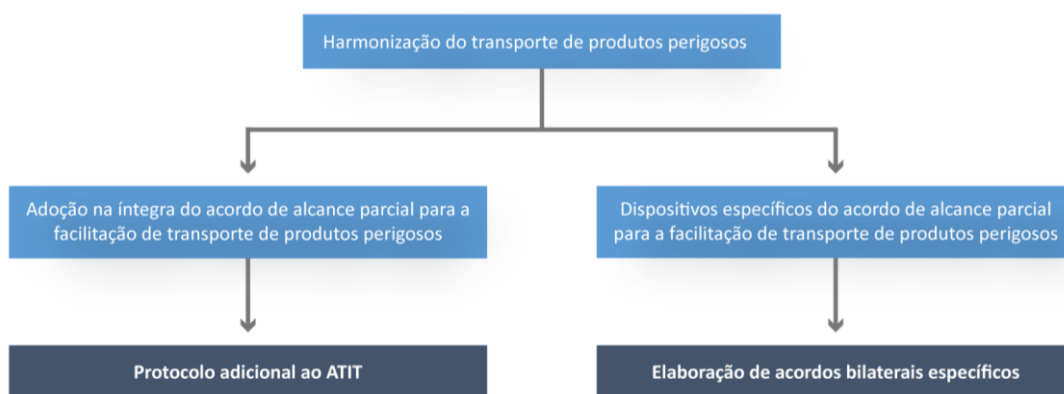 Harmonização do transporte de produtos perigosos
Adoção na íntegra do acordo de alcance parcial para a
facilitação de transporte de produtos perigosos
Dispositivos específicos do acordo de alcance parcial
para a facilitação de transporte de produtos perigosos
Protocolo adicional ao ATIT
Elaboração de acordos bilaterais específicos